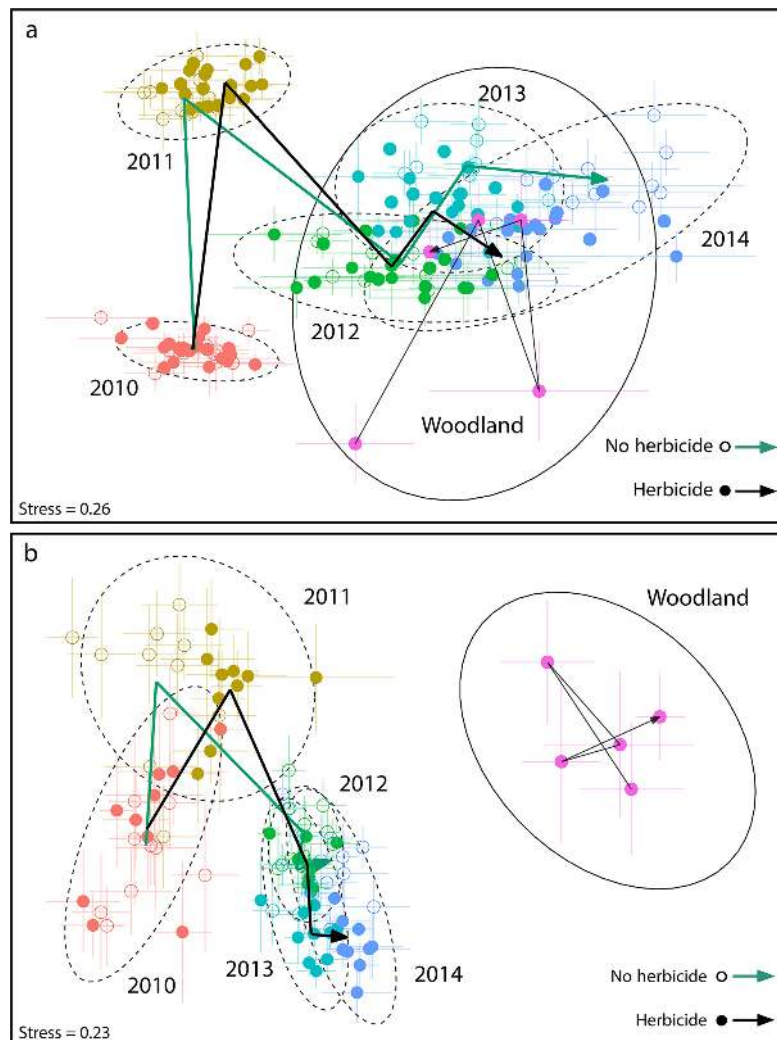 a
2013
2011
2014
2012
2010
Woodland
No herbicide
Herbicide
Stress = 0.26
b
2011
Woodland
2012
2013
2014
2010
No herbicide
Herbicide
Stress = 0.23